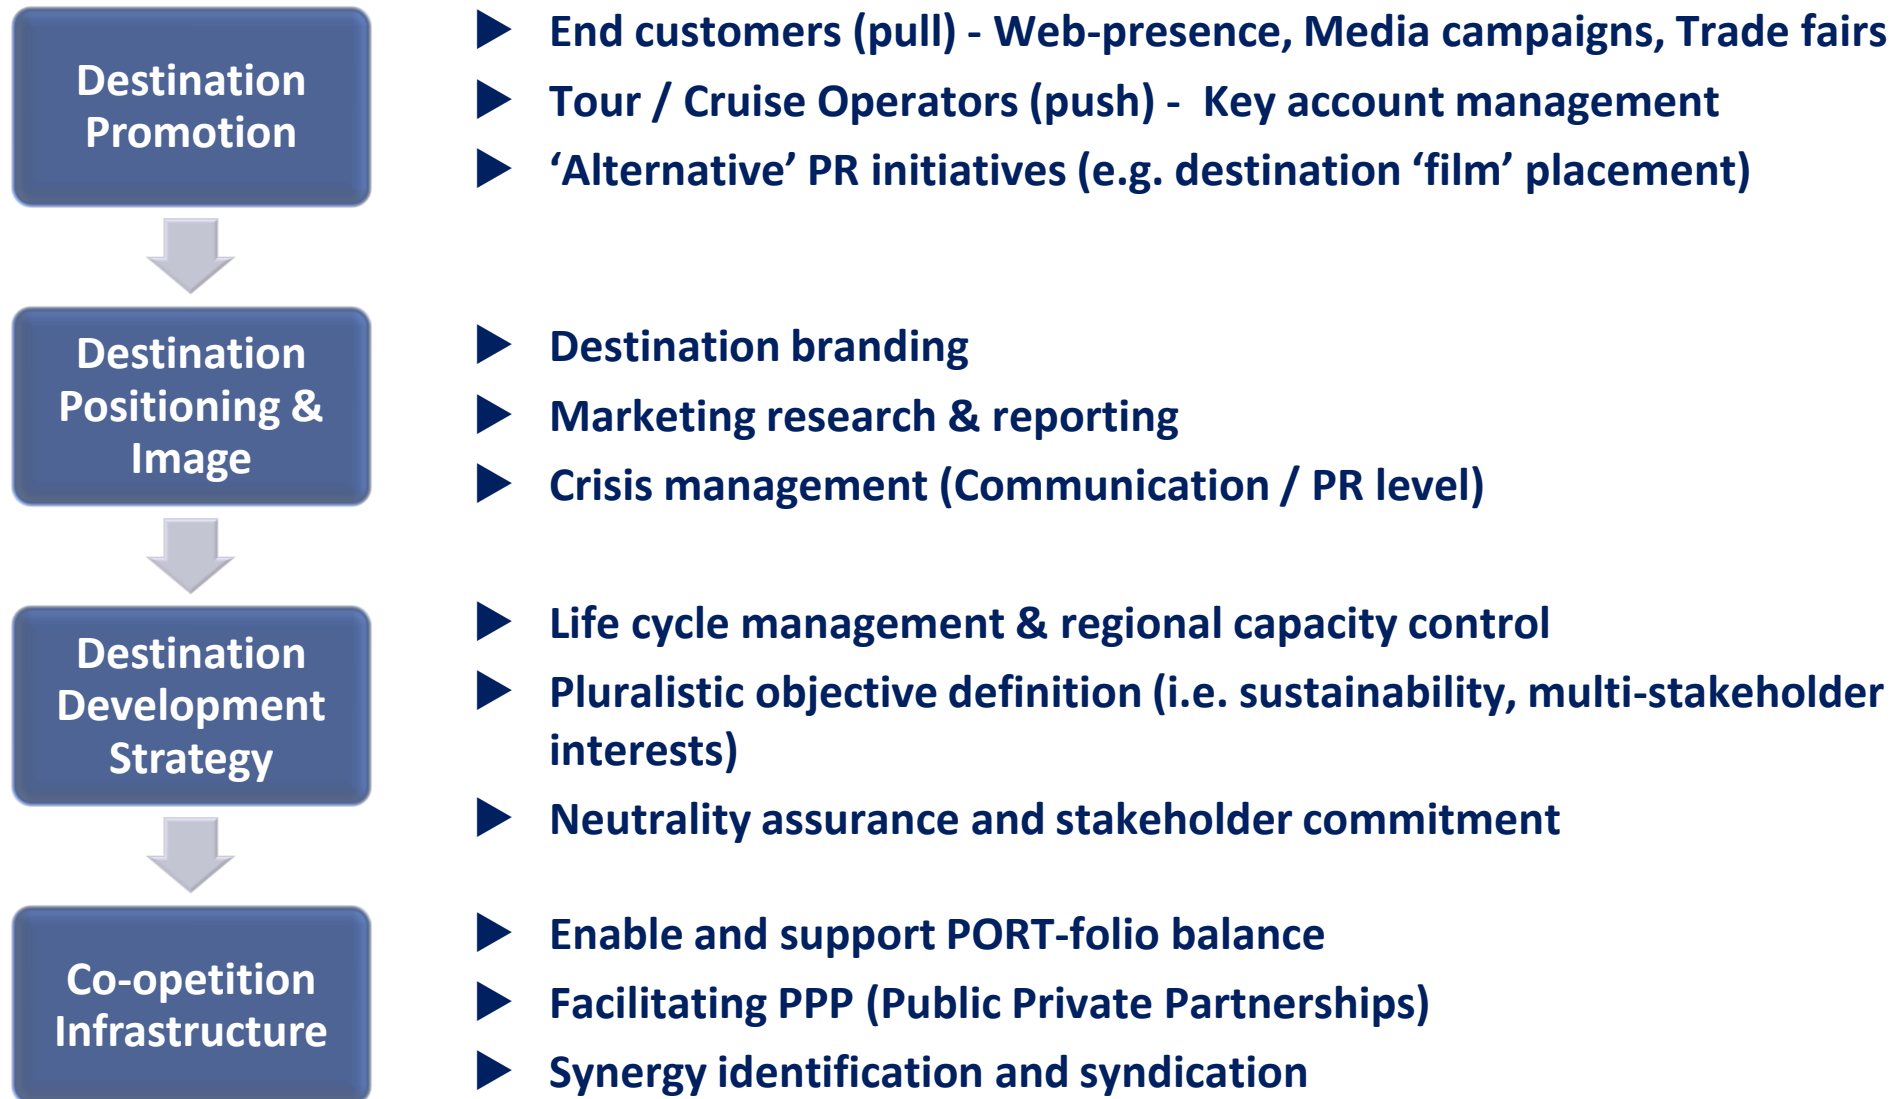 Destination
Promotion
▶ End customers (pull) - Web-presence, Media campaigns, Trade fairs
▶ Tour / Cruise Operators (push) - Key account management
▶ ‘Alternative’ PR initiatives (e.g. destination ‘film’ placement)
Destination
Positioning &
Image
▶ Destination branding
▶ Marketing research & reporting
▶ Crisis management (Communication / PR level)
Destination
Development
Strategy
▶ Life cycle management & regional capacity control
▶ Pluralistic objective definition (i.e. sustainability, multi-stakeholder
interests)
▶ Neutrality assurance and stakeholder commitment
Co-opetition
Infrastructure
▶ Enable and support PORT-folio balance
▶ Facilitating PPP (Public Private Partnerships)
▶ Synergy identification and syndication